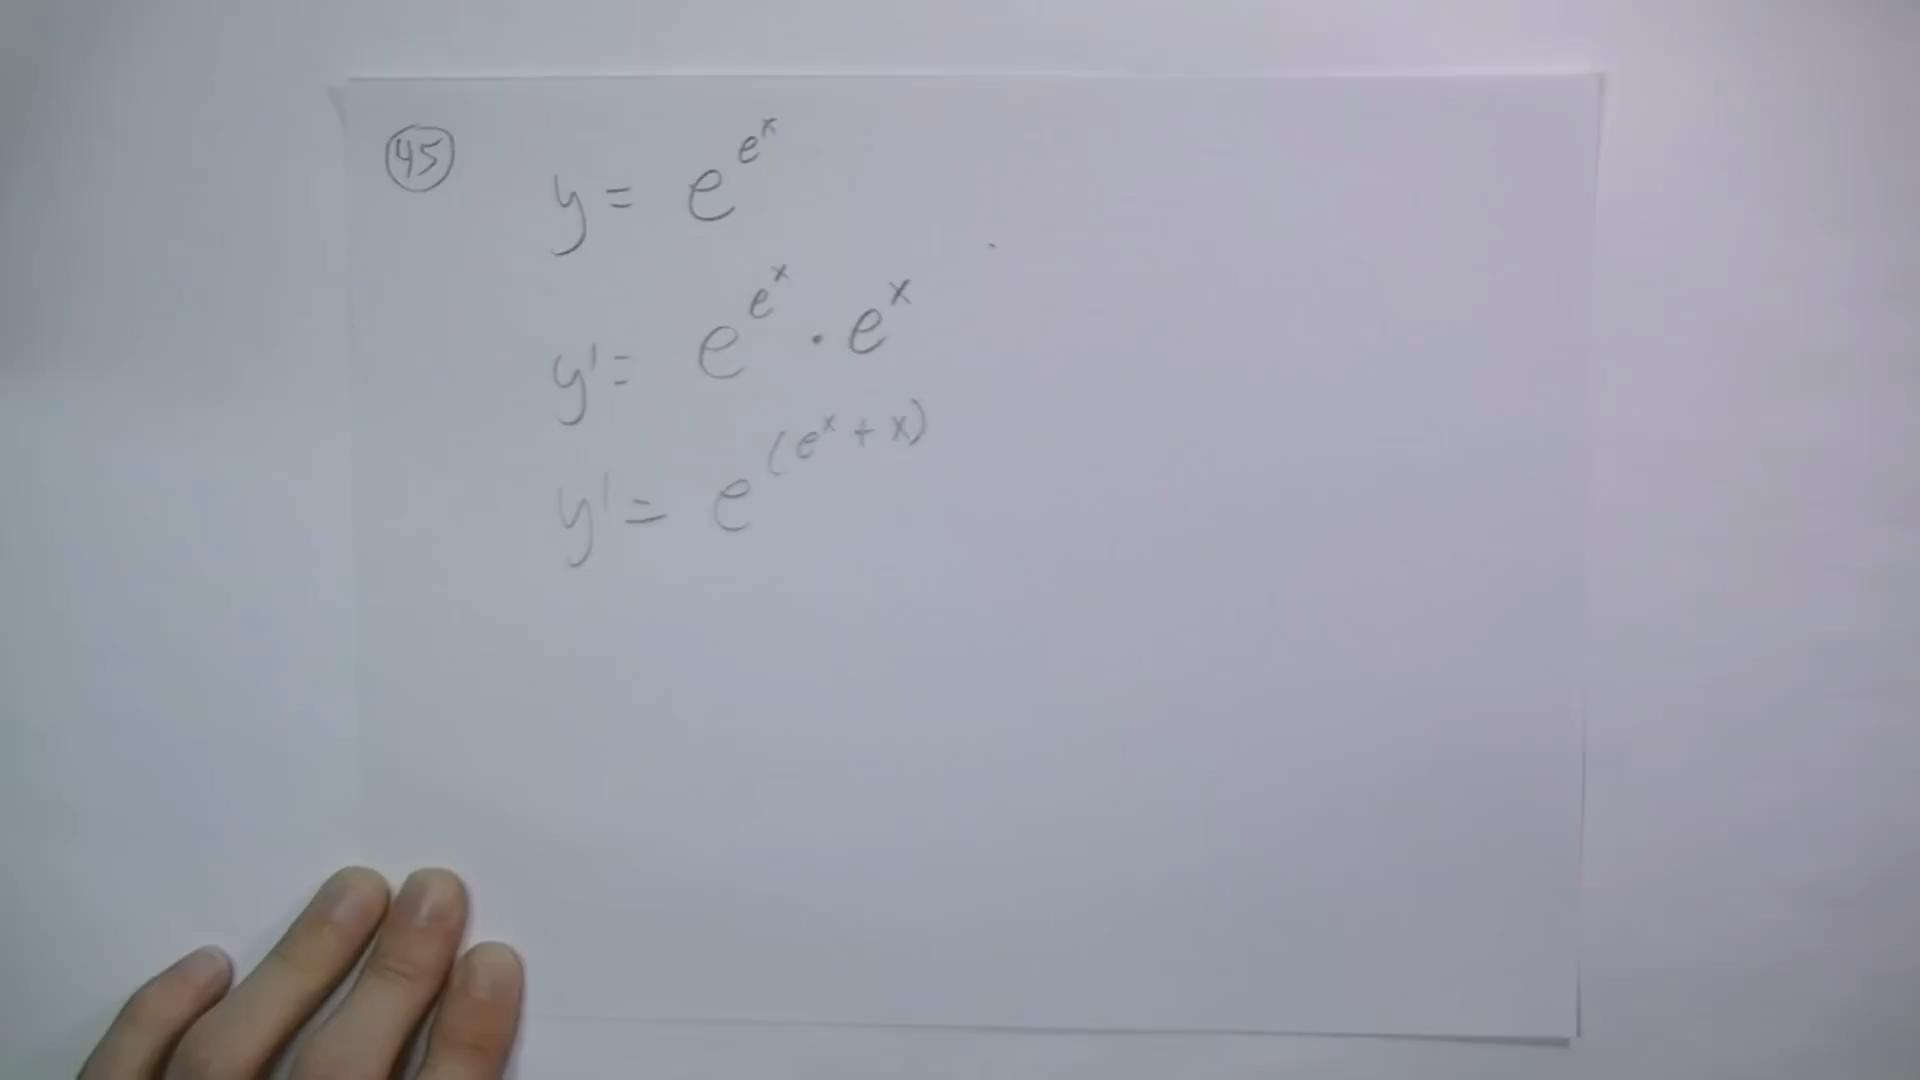 45 y = e^{e^x}
y' = e^{e^x} · e^x
y' = e^{(e^x + x)}